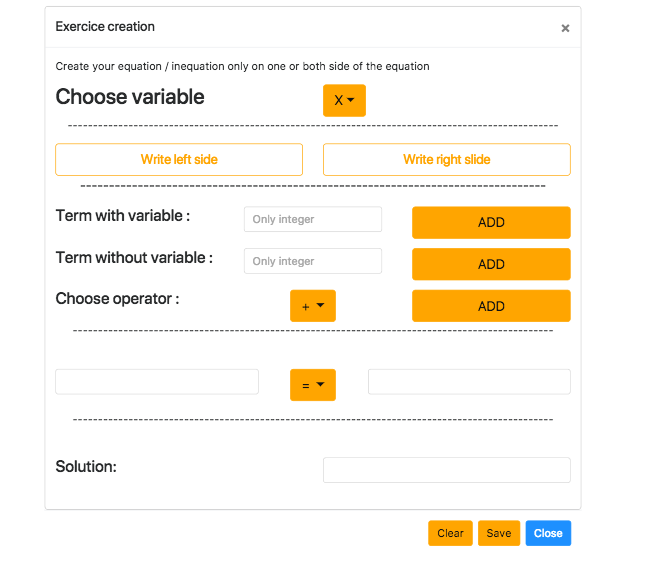 Exercice creation ×
Create your equation / inequation only on one or both side of the equation
Choose variable X
Write left side Write right slide
Term with variable : Only integer ADD
Term without variable : Only integer ADD
Choose operator : + ADD
=
Solution:
Clear Save Close